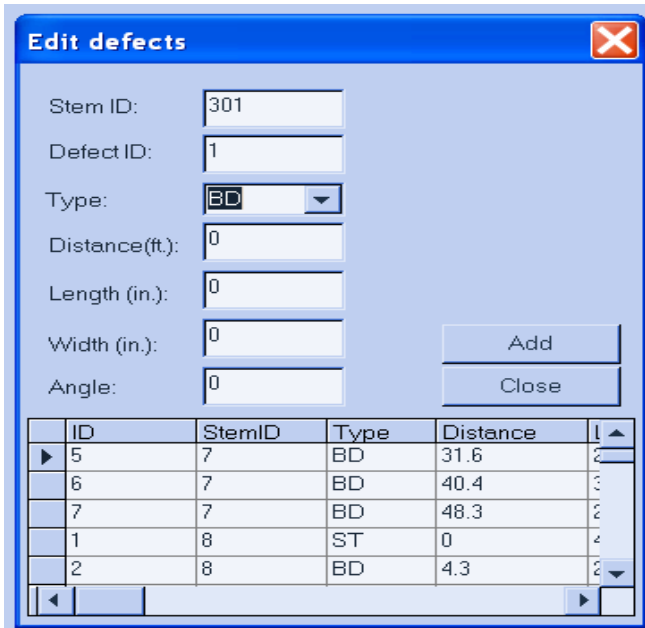 Edit defects
Stem ID: 301
Defect ID: 1
Type: BD
Distance(ft.): 0
Length (in.): 0
Width (in.): 0
Add
Angle: 0
Close
ID StemID Type Distance
5 7 BD 31.6
6 7 BD 40.4
7 7 BD 48.3
1 8 ST 0
2 8 BD 4.3